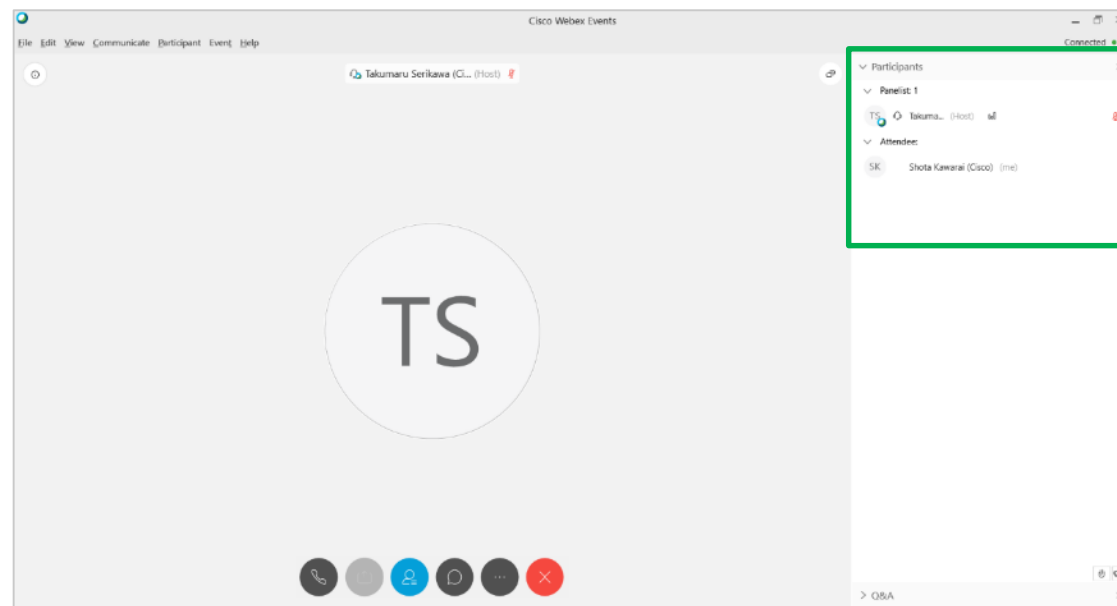 Cisco Webex Events
File Edit View Communicate Participant Event Help
Connected
Takumaru Serikawa (Ci... (Host)
Participants
Panelist: 1
TS Takuma... (Host)
Attendee:
SK Shota Kawarai (Cisco) (me)
TS
Q&A